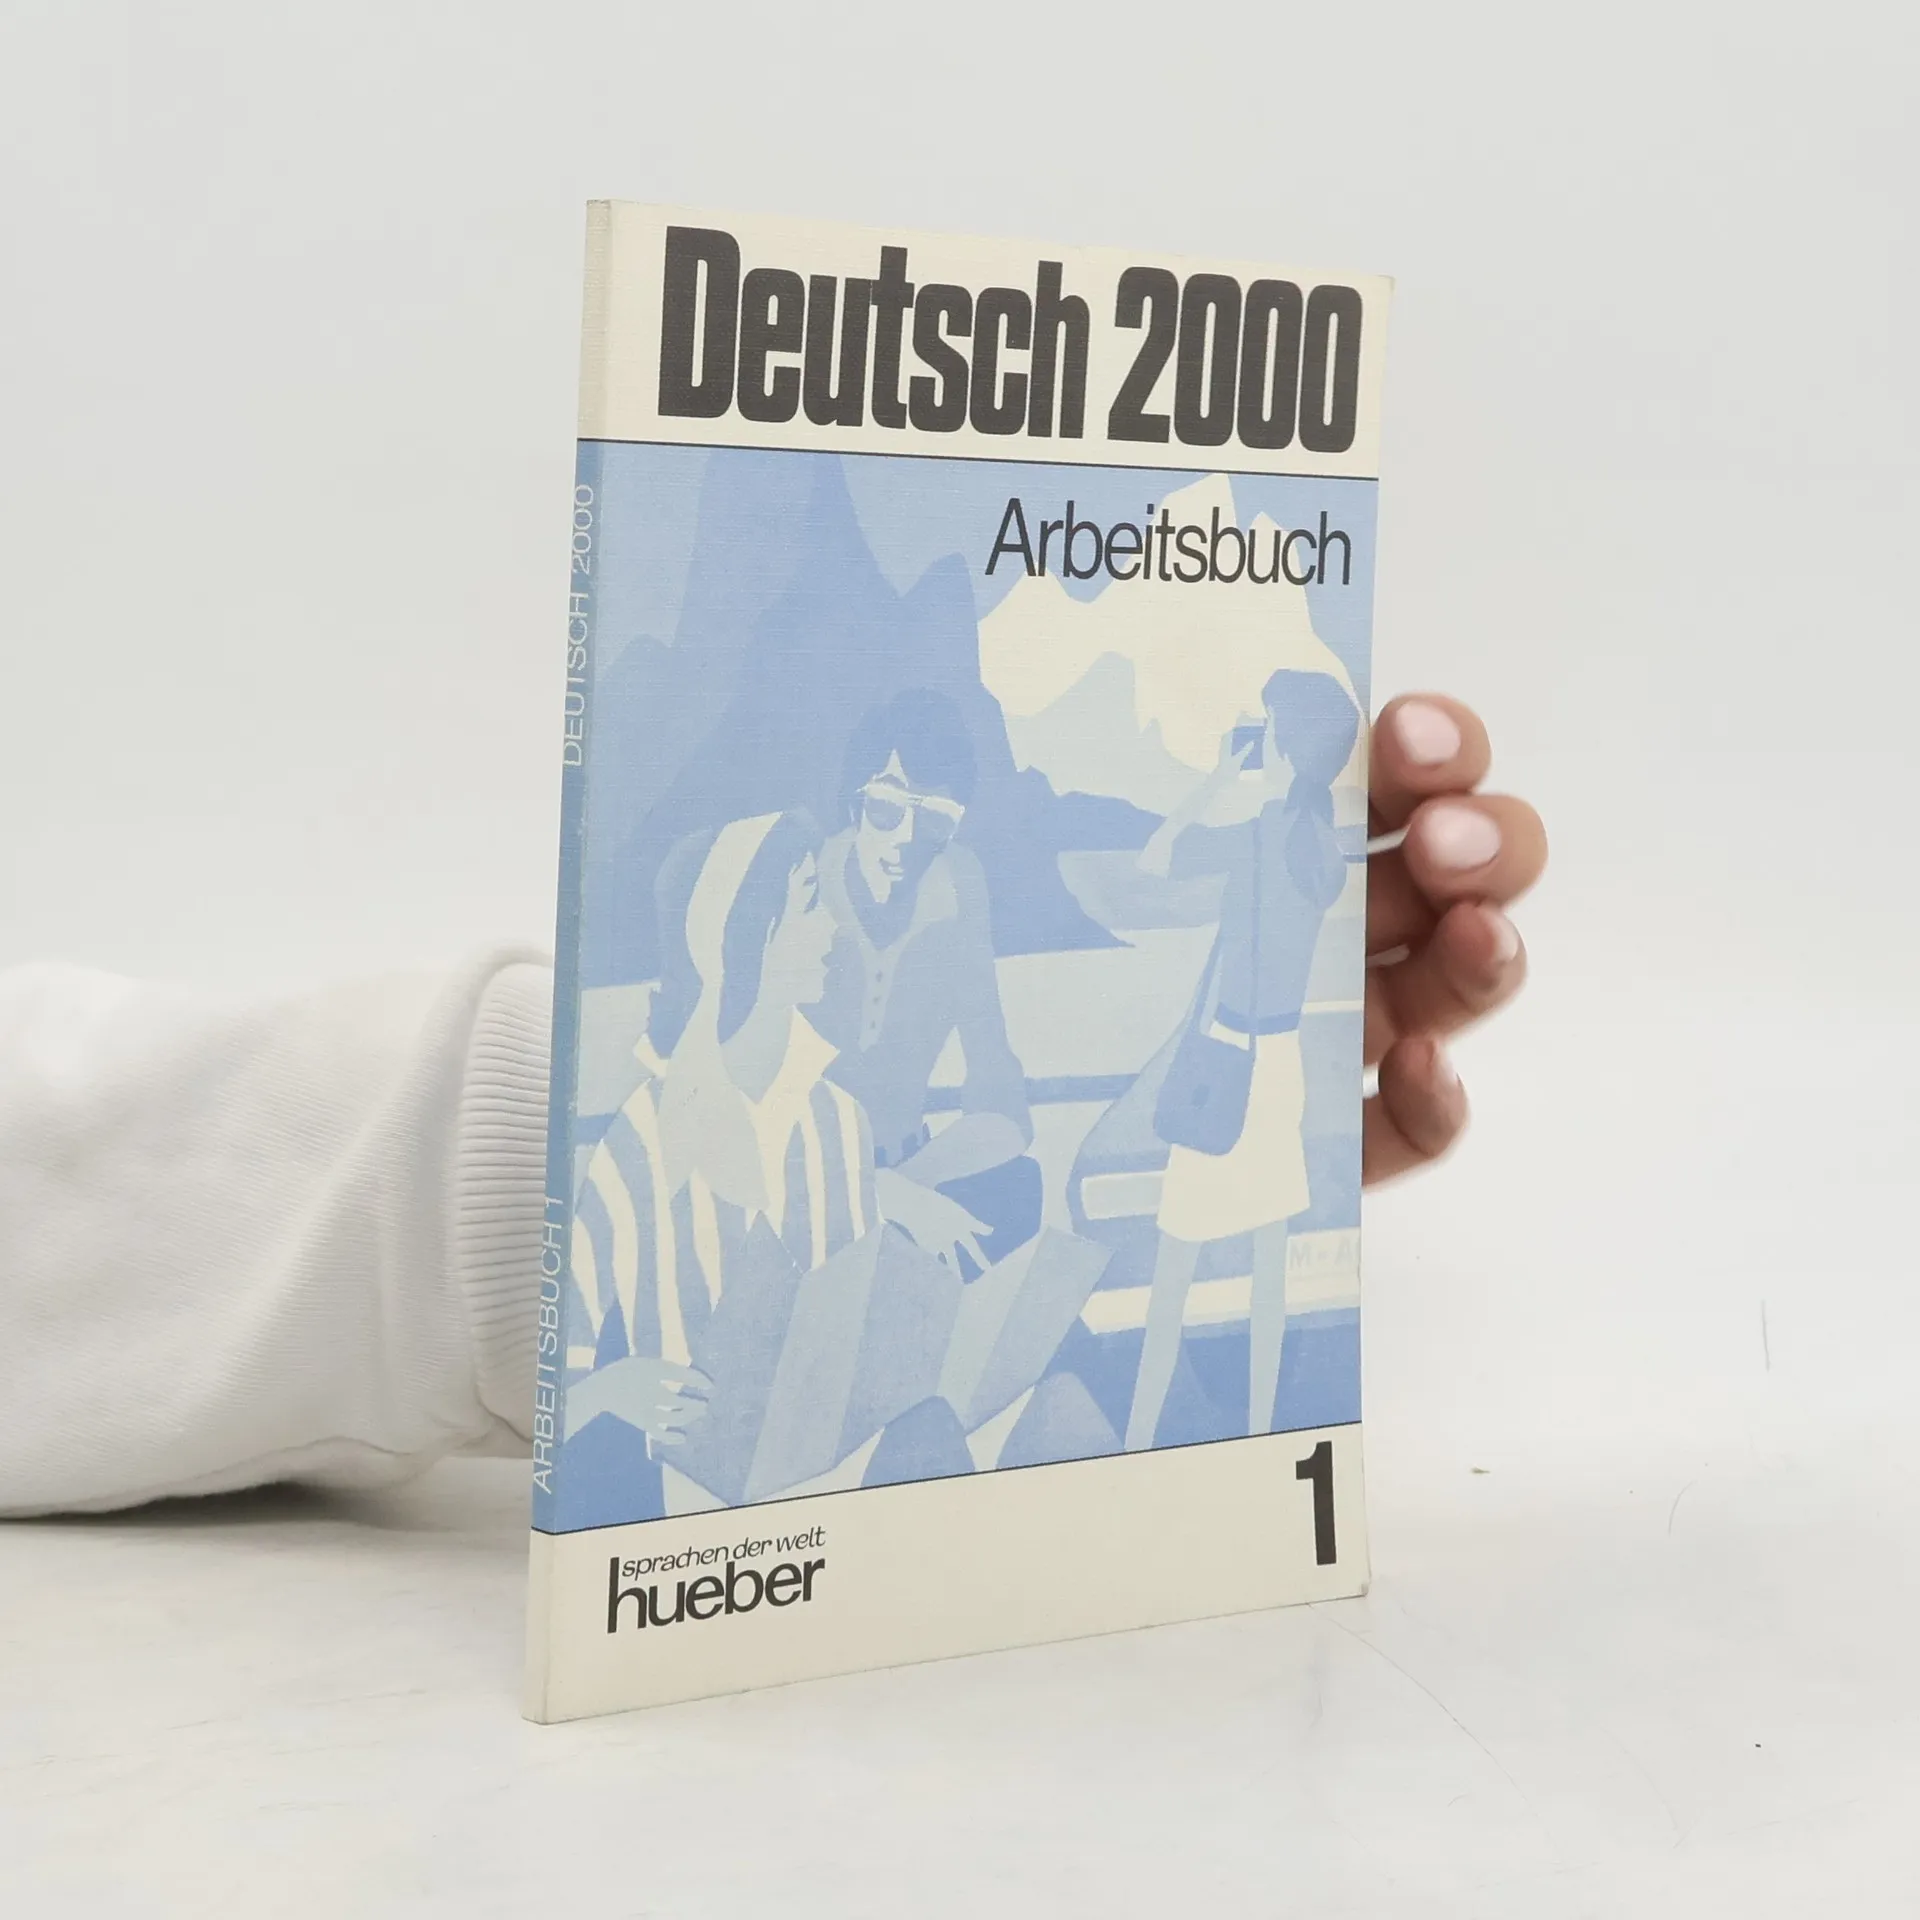 Deutsch 2000
Arbeitsbuch
M-A
1
sprachen der welt
hueber
DEUTSCH 2000
ARBEITSBUCH 1